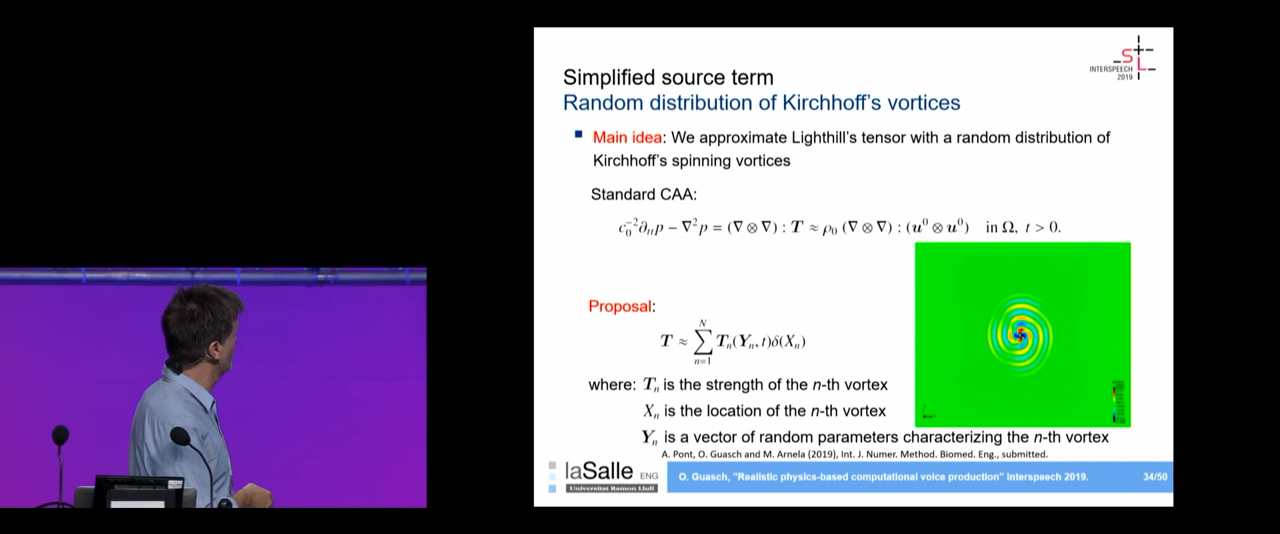 INTERSPEECH
2019
Simplified source term
Random distribution of Kirchhoff's vortices
Main idea: We approximate Lighthill's tensor with a random distribution of
Kirchhoff's spinning vortices
Standard CAA:
c₀⁻²∂ₜₜp − ∇²p = (∇ ⊗ ∇) : T ≈ ρ₀ (∇ ⊗ ∇) : (u⁰ ⊗ u⁰) in Ω, t > 0.
Proposal:
T ≈ ∑ₙ₌₁ᴺ Tₙ(Yₙ, t)δ(Xₙ)
where: Tₙ is the strength of the n-th vortex
Xₙ is the location of the n-th vortex
Yₙ is a vector of random parameters characterizing the n-th vortex
A. Pont, O. Guasch and M. Arnela (2019), Int. J. Numer. Method. Biomed. Eng., submitted.
laSalle ENG
Universitat Ramon Llull
O. Guasch, "Realistic physics-based computational voice production" Interspeech 2019. 34/50